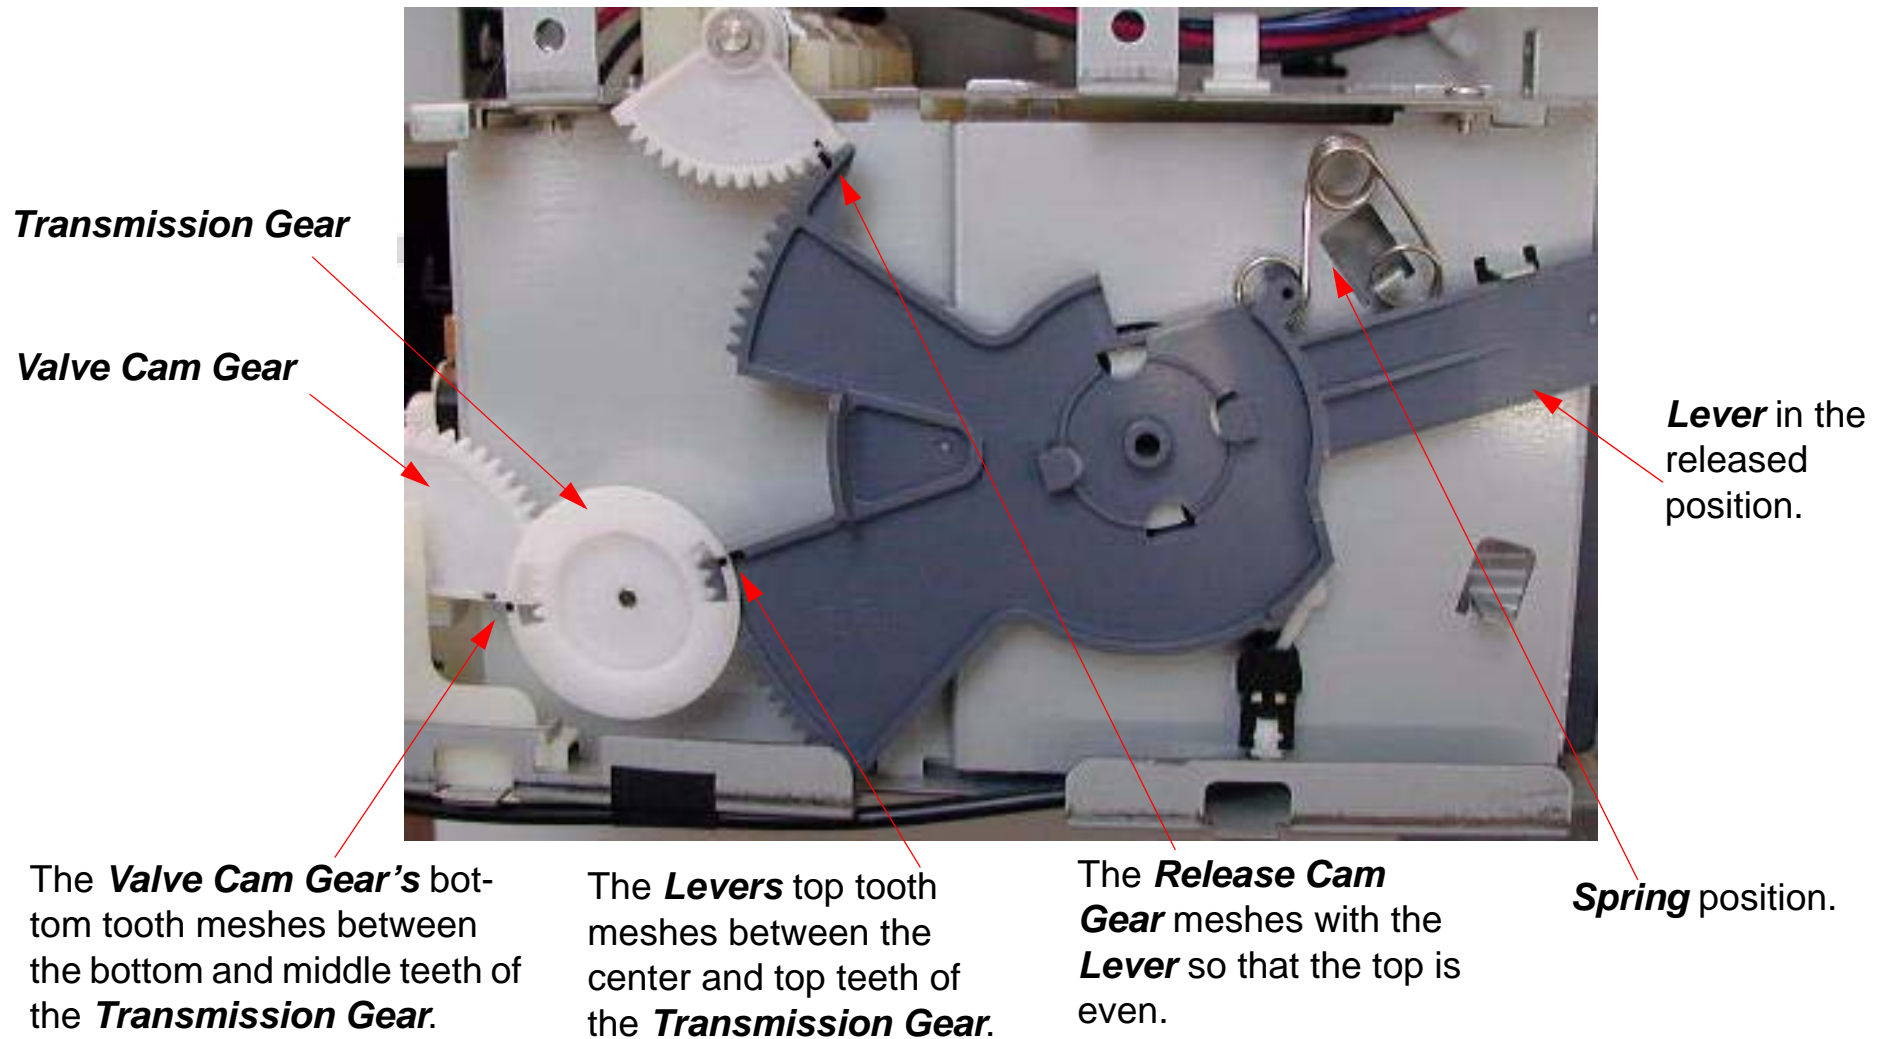 Transmission Gear
Valve Cam Gear
Lever in the
released
position.
The Valve Cam Gear's bot-
tom tooth meshes between
the bottom and middle teeth of
the Transmission Gear.
The Levers top tooth
meshes between the
center and top teeth of
the Transmission Gear.
The Release Cam
Gear meshes with the
Lever so that the top is
even.
Spring position.